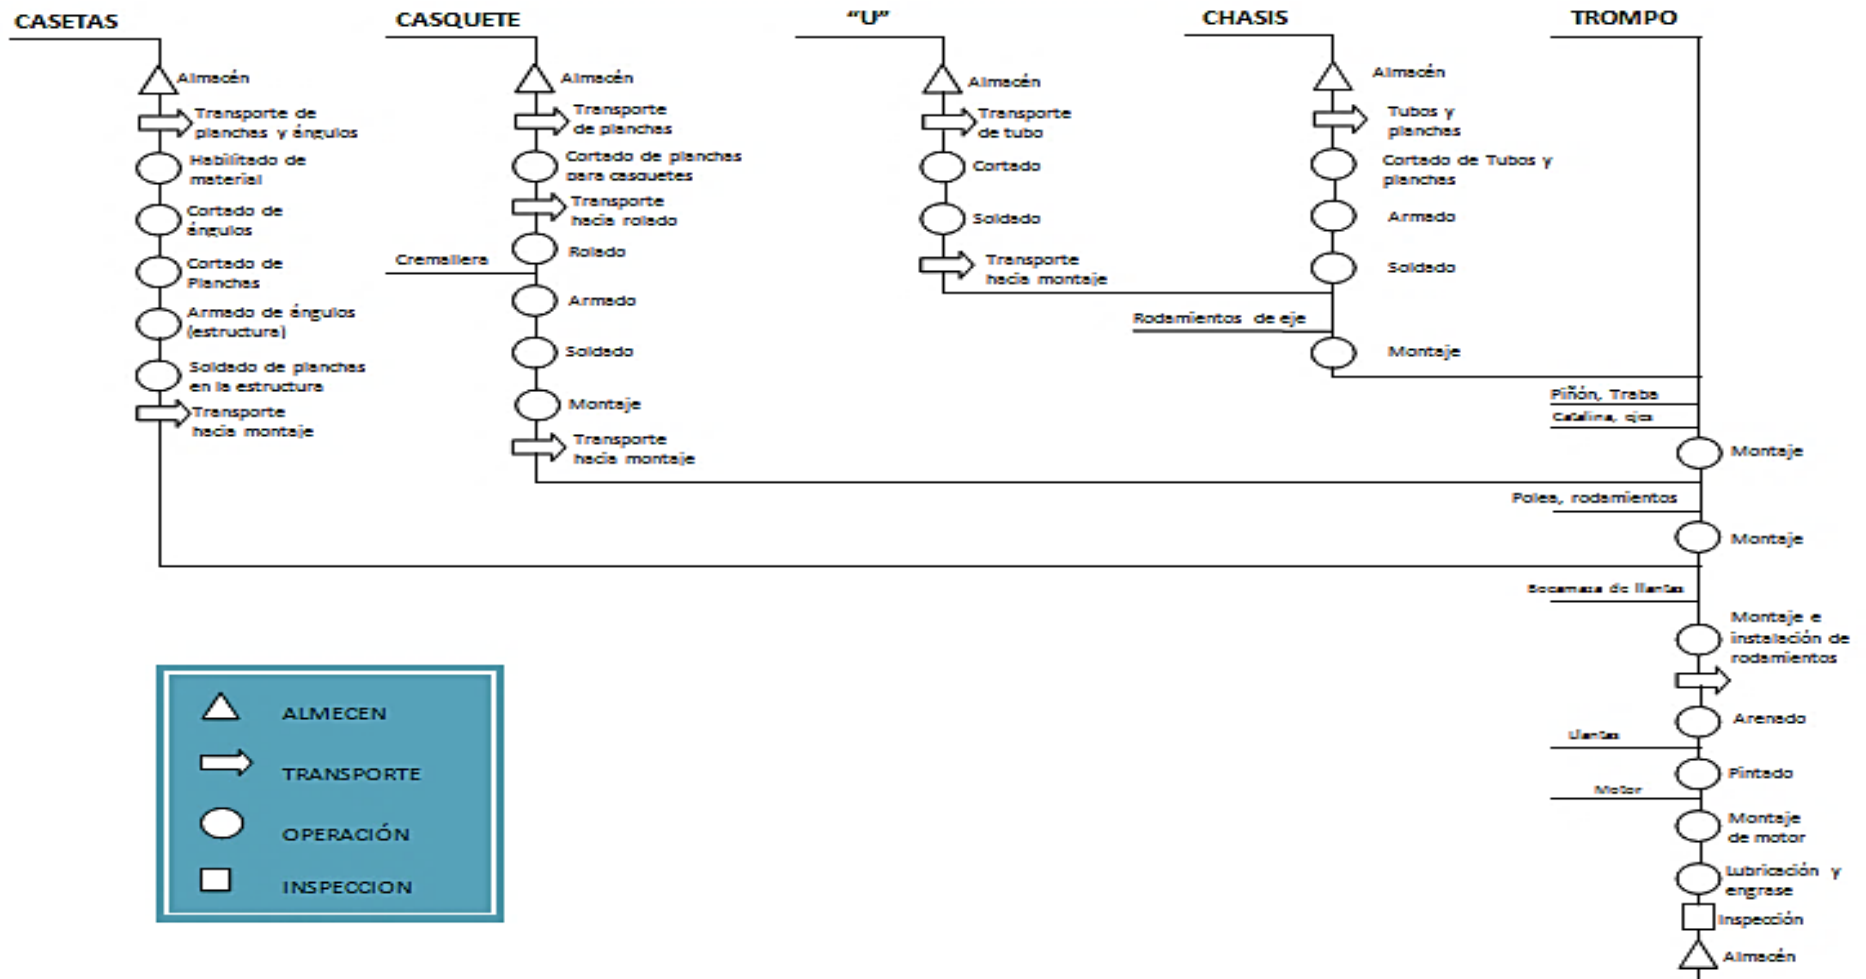 CASETAS
Almacén
Transporte de
planchas y ángulos
Habilitado de
material
Cortado de
ángulos
Cortado de
Planchas
Armado de ángulos
(estructura)
Soldado de planchas
en la estructura
Transporte
hacia montaje
CASQUETE
Almacén
Transporte
de planchas
Cortado de planchas
para casquetes
Transporte
hacia rolado
Rolado
Cremallera
Armado
Soldado
Montaje
Transporte
hacia montaje
“U”
Almacén
Transporte
de tubo
Cortado
Soldado
Transporte
hacia montaje
CHASIS
Almacén
Tubos y
planchas
Cortado de Tubos y
planchas
Armado
Soldado
Rodamientos de eje
Montaje
TROMPO
Piñón, Traba
Catalina, ejes
Montaje
Polea, rodamientos
Montaje
Bocamasa de llantas
Montaje e
instalación de
rodamientos
Arenado
Llantas
Pintado
Motor
Montaje
de motor
Lubricación y
engrase
Inspección
Almacén
ALMECEN
TRANSPORTE
OPERACIÓN
INSPECCION